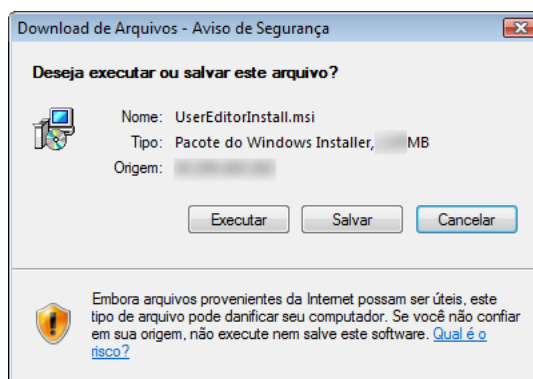 Download de Arquivos - Aviso de Segurança
Deseja executar ou salvar este arquivo?
Nome: UserEditorInstall.msi
Tipo: Pacote do Windows Installer, MB
Origem:
Executar Salvar Cancelar
Embora arquivos provenientes da Internet possam ser úteis, este
tipo de arquivo pode danificar seu computador. Se você não confiar
em sua origem, não execute nem salve este software. Qual é o
risco?